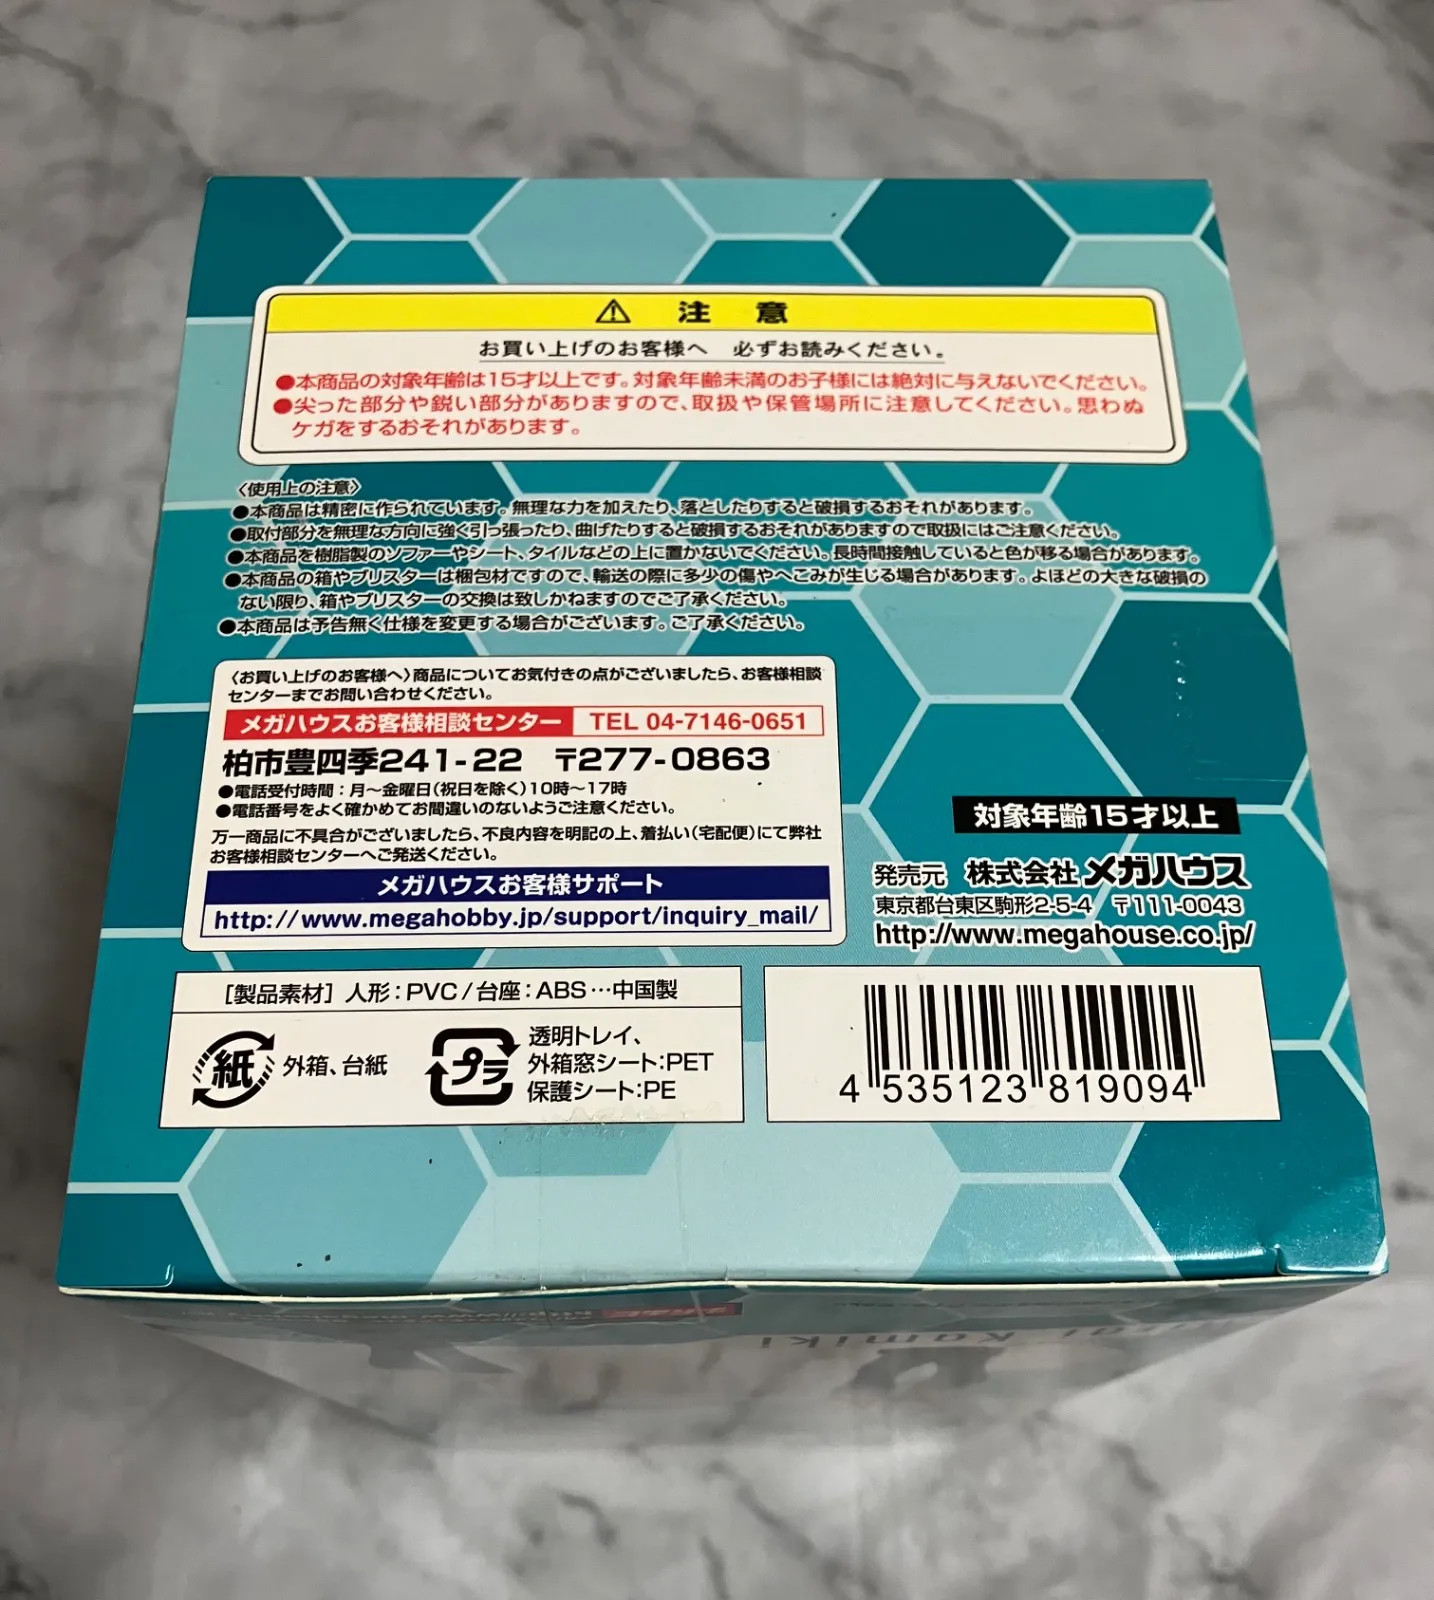 注意
お買い上げのお客様へ 必ずお読みください。
●本商品の対象年齢は15才以上です。対象年齢未満のお子様には絶対に与えないでください。
●尖った部分や鋭い部分がありますので、取扱や保管場所に注意してください。思わぬ
ケガをするおそれがあります。
〈使用上の注意〉
●本商品は精密に作られています。無理な力を加えたり、落としたりすると破損するおそれがあります。
●取付部分を無理な方向に強く引っ張ったり、曲げたりすると破損するおそれがありますので取扱にはご注意ください。
●本商品を樹脂製のソファーやシート、タイルなどの上に置かないでください。長時間接触していると色が移る場合があります。
●本商品の箱やブリスターは梱包材ですので、輸送の際に多少の傷やへこみが生じる場合があります。よほどの大きな破損の
ない限り、箱やブリスターの交換は致しかねますのでご了承ください。
●本商品は予告無く仕様を変更する場合がございます。ご了承ください。
〈お買い上げのお客様へ〉商品についてお気付きの点がございましたら、お客様相談
センターまでお問い合わせください。
メガハウスお客様相談センター TEL 04-7146-0651
柏市豊四季241-22 〒277-0863
●電話受付時間：月～金曜日(祝日を除く)10時～17時
●電話番号をよく確かめてお間違いのないようご注意ください。
万一商品に不具合がございましたら、不良内容を明記の上、着払い(宅配便)にて弊社
お客様相談センターへご発送ください。
メガハウスお客様サポート
http://www.megahobby.jp/support/inquiry_mail/
対象年齢15才以上
発売元 株式会社メガハウス
東京都台東区駒形2-5-4 〒111-0043
http://www.megahouse.co.jp/
[製品素材] 人形：PVC/台座：ABS…中国製
紙 外箱、台紙
プラ 透明トレイ、
外箱窓シート：PET
保護シート：PE
4 535123 819094
Kamiki